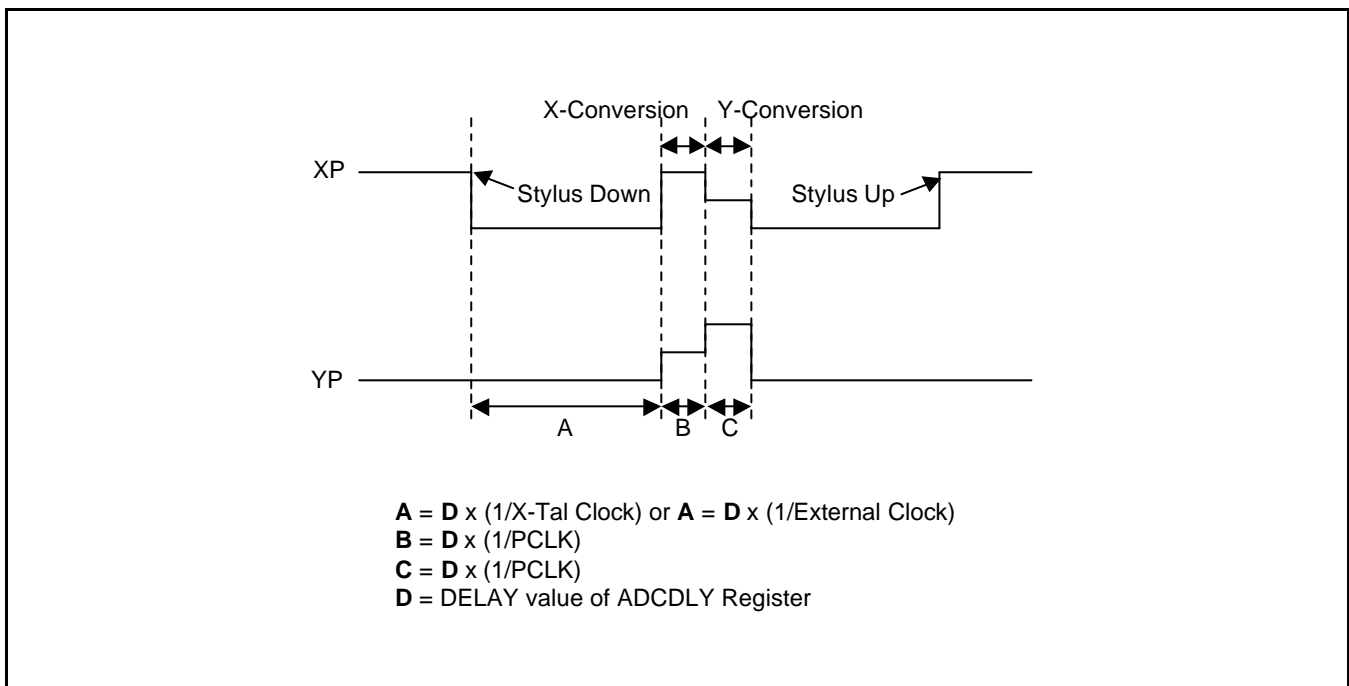 X-Conversion Y-Conversion
XP
Stylus Down
Stylus Up
YP
A
B
C
A = D x (1/X-Tal Clock) or A = D x (1/External Clock)
B = D x (1/PCLK)
C = D x (1/PCLK)
D = DELAY value of ADCDLY Register